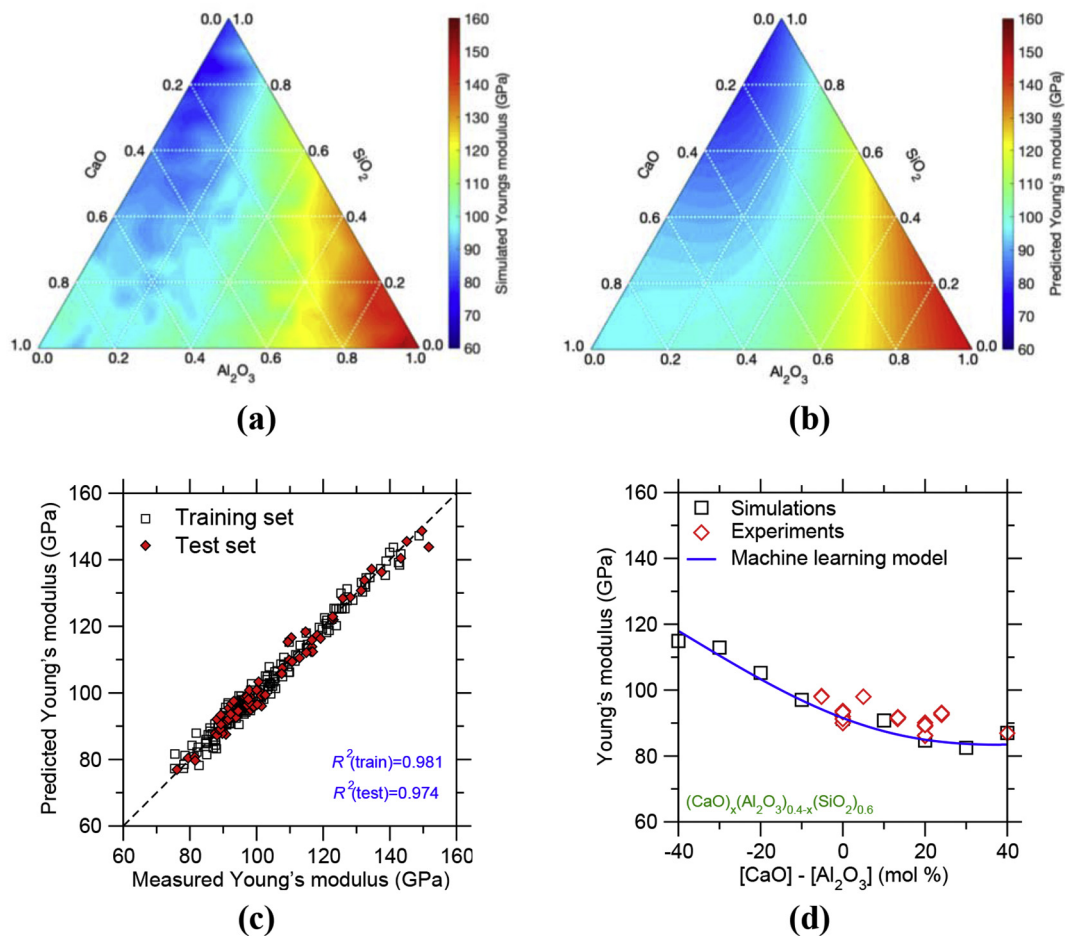 0.0 1.0
0.2 0.8
CaO
0.4 0.6
SiO2
0.6 0.4
0.8 0.2
1.0 0.0
0.0 0.2 0.4 0.6 0.8 1.0
Al2O3
160
150
140
130
120
110
100
90
80
70
60
Simulated Youngs modulus (GPa)
(a)
0.0 1.0
0.2 0.8
CaO
0.4 0.6
SiO2
0.6 0.4
0.8 0.2
1.0 0.0
0.0 0.2 0.4 0.6 0.8 1.0
Al2O3
160
150
140
130
120
110
100
90
80
70
60
Predicted Young's modulus (GPa)
(b)
Predicted Young's modulus (GPa)
160
140
120
100
80
60
Training set
Test set
R2(train)=0.981
R2(test)=0.974
60 80 100 120 140 160
Measured Young's modulus (GPa)
(c)
Young's modulus (GPa)
160
140
120
100
80
60
Simulations
Experiments
Machine learning model
(CaO)x(Al2O3)0.4-x(SiO2)0.6
-40 -20 0 20 40
[CaO] - [Al2O3] (mol %)
(d)